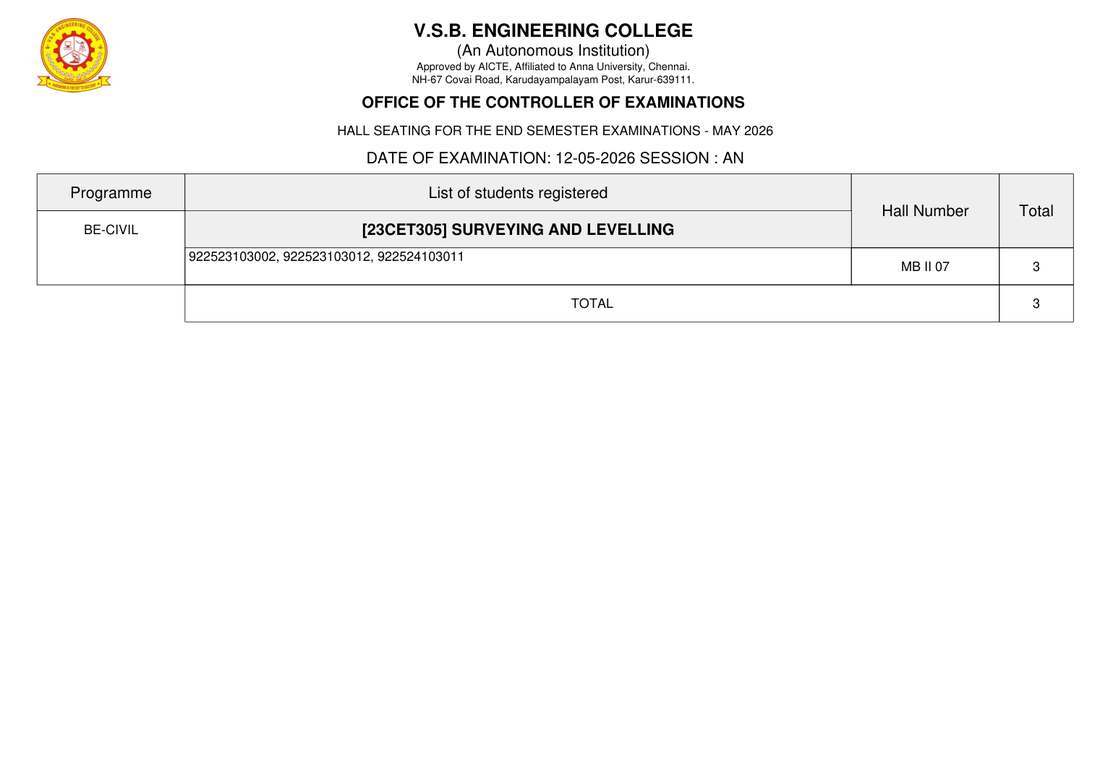 V.S.B. ENGINEERING COLLEGE
(An Autonomous Institution)
Approved by AICTE, Affiliated to Anna University, Chennai.
NH-67 Covai Road, Karudayampalayam Post, Karur-639111.
OFFICE OF THE CONTROLLER OF EXAMINATIONS
HALL SEATING FOR THE END SEMESTER EXAMINATIONS - MAY 2026
DATE OF EXAMINATION: 12-05-2026 SESSION : AN
Programme
List of students registered
Hall Number
Total
BE-CIVIL
[23CET305] SURVEYING AND LEVELLING
922523103002, 922523103012, 922524103011
MB II 07
3
TOTAL
3